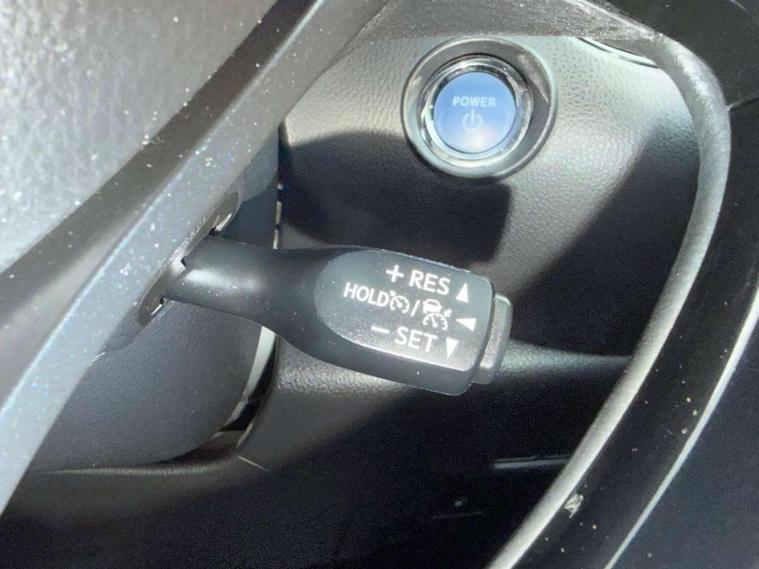 POWER
+ RES ▲
HOLD / ◀
− SET ▼